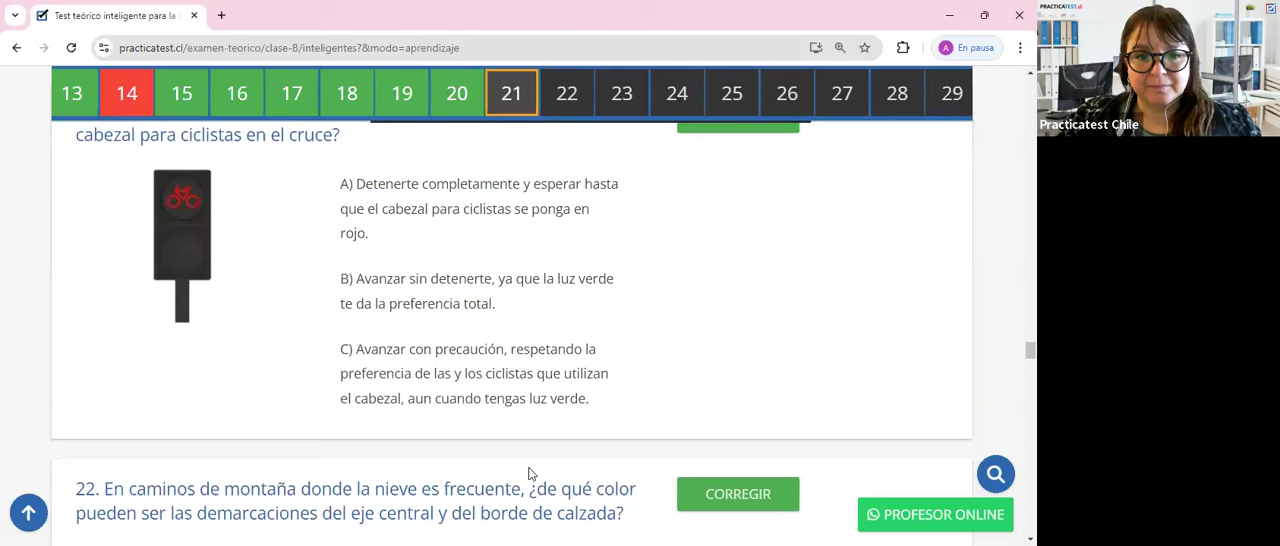 Test teórico inteligente para la
practicatest.cl/examen-teorico/clase-B/inteligentes?&modo=aprendizaje
A
En pausa
13 14 15 16 17 18 19 20 21 22 23 24 25 26 27 28 29
cabezal para ciclistas en el cruce?
A) Detenerte completamente y esperar hasta
que el cabezal para ciclistas se ponga en
rojo.
B) Avanzar sin detenerte, ya que la luz verde
te da la preferencia total.
C) Avanzar con precaución, respetando la
preferencia de las y los ciclistas que utilizan
el cabezal, aun cuando tengas luz verde.
22. En caminos de montaña donde la nieve es frecuente, ¿de qué color
pueden ser las demarcaciones del eje central y del borde de calzada?
CORREGIR
PROFESOR ONLINE
PRACTICATEST.cl
Practicatest Chile